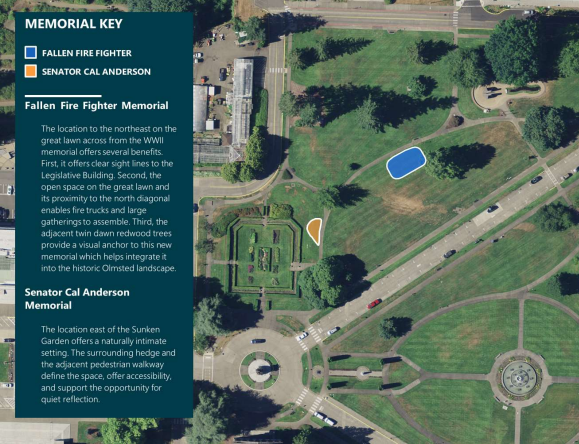 MEMORIAL KEY
FALLEN FIRE FIGHTER
SENATOR CAL ANDERSON
Fallen Fire Fighter Memorial
The location to the northeast on the
great lawn across from the WWII
memorial offers several benefits.
First, it offers clear sight lines to the
Legislative Building. Second, the
open space on the great lawn and
its proximity to the north diagonal
enables fire trucks and large
gatherings to assemble. Third, the
adjacent twin dawn redwood trees
provide a visual anchor to this new
memorial which helps integrate it
into the historic Olmsted landscape.
Senator Cal Anderson
Memorial
The location east of the Sunken
Garden offers a naturally intimate
setting. The surrounding hedge and
the adjacent pedestrian walkway
define the space, offer accessibility,
and support the opportunity for
quiet reflection.